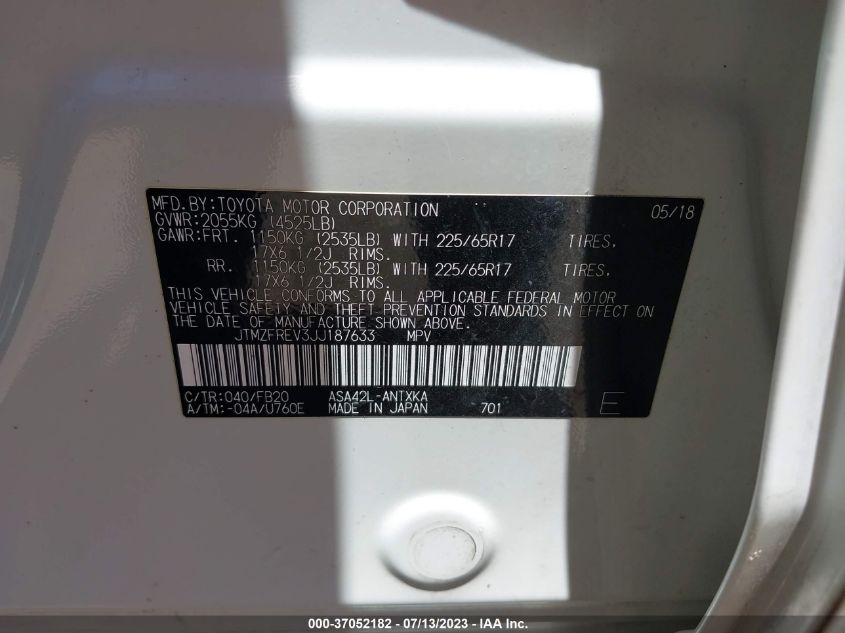 MFD.BY:TOYOTA MOTOR CORPORATION 05/18
GVWR:2055KG (4525LB)
GAWR:FRT. 1150KG (2535LB) WITH 225/65R17 TIRES.
17X6 1/2J RIMS.
RR. 1150KG (2535LB) WITH 225/65R17 TIRES.
17X6 1/2J RIMS.
THIS VEHICLE CONFORMS TO ALL APPLICABLE FEDERAL MOTOR
VEHICLE SAFETY AND THEFT PREVENTION STANDARDS IN EFFECT ON
THE DATE OF MANUFACTURE SHOWN ABOVE.
JTMZFREV3JJ187633 MPV
C/TR:040/FB20 ASA42L-ANTXKA
A/TM:-04A/U760E MADE IN JAPAN 701 E
000-37052182 - 07/13/2023 - IAA Inc.